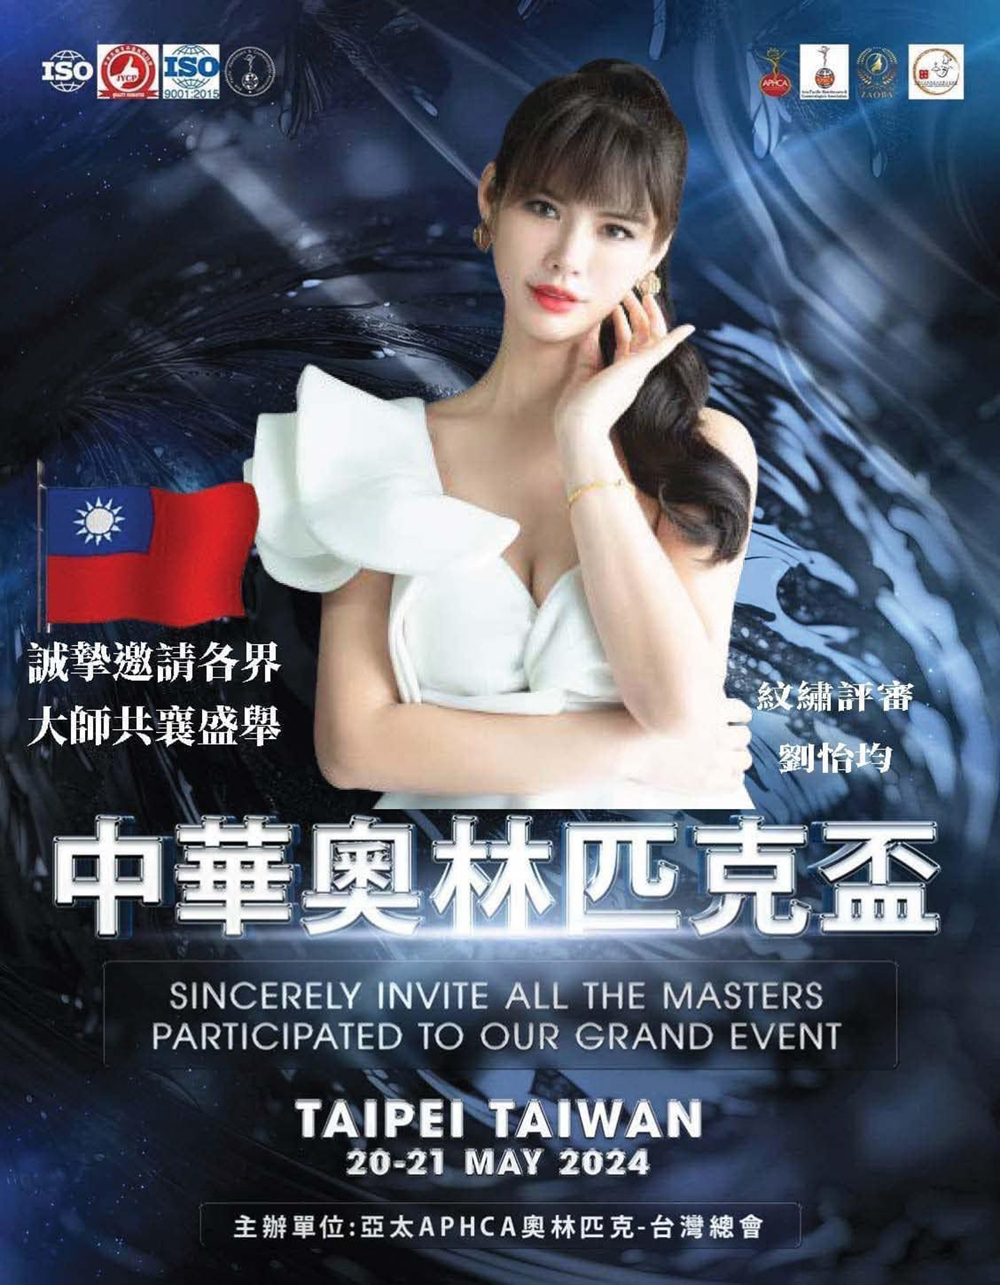 ISO
JYCP
ISO
9001:2015
APHCA
誠摯邀請各界
大師共襄盛舉
紋繡評審
劉怡均
中華奧林匹克盃
SINCERELY INVITE ALL THE MASTERS
PARTICIPATED TO OUR GRAND EVENT
TAIPEI TAIWAN
20-21 MAY 2024
主辦單位:亞太APHCA奧林匹克-台灣總會